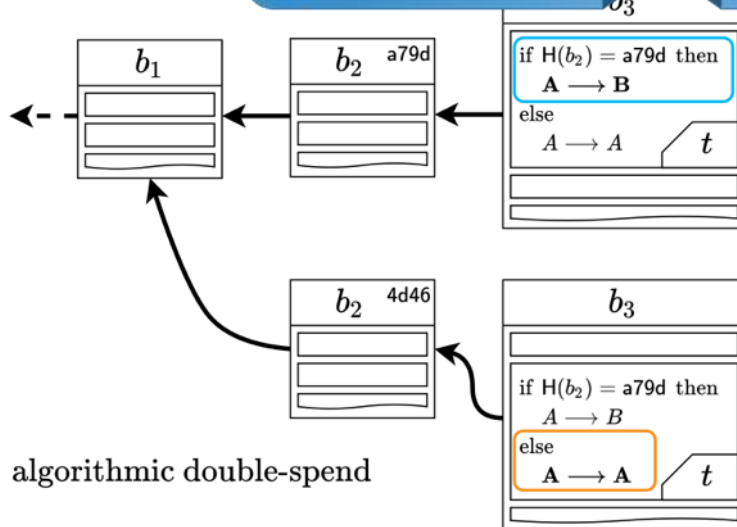 b₃
b₁
b₂ a79d
if H(b₂) = a79d then
A ⟶ B
else
A ⟶ A
t
b₂ 4d46
b₃
if H(b₂) = a79d then
A ⟶ B
else
A ⟶ A
t
algorithmic double-spend